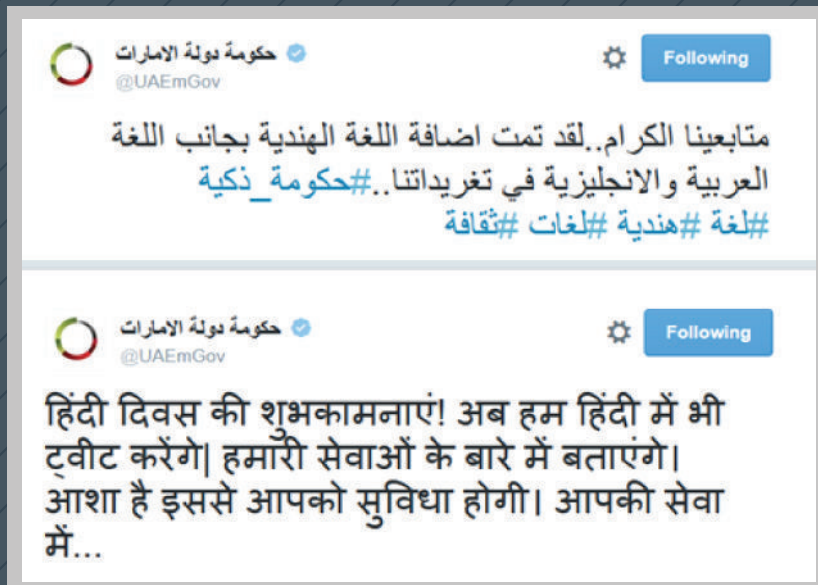 حكومة دولة الامارات
@UAEmGov
Following
متابعينا الكرام..لقد تمت اضافة اللغة الهندية بجانب اللغة
العربية والانجليزية في تغريداتنا..#حكومة_ذكية
#لغة #هندية #لغات #ثقافة
حكومة دولة الامارات
@UAEmGov
Following
हिंदी दिवस की शुभकामनाएं! अब हम हिंदी में भी
ट्वीट करेंगे| हमारी सेवाओं के बारे में बताएंगे।
आशा है इससे आपको सुविधा होगी। आपकी सेवा
में...